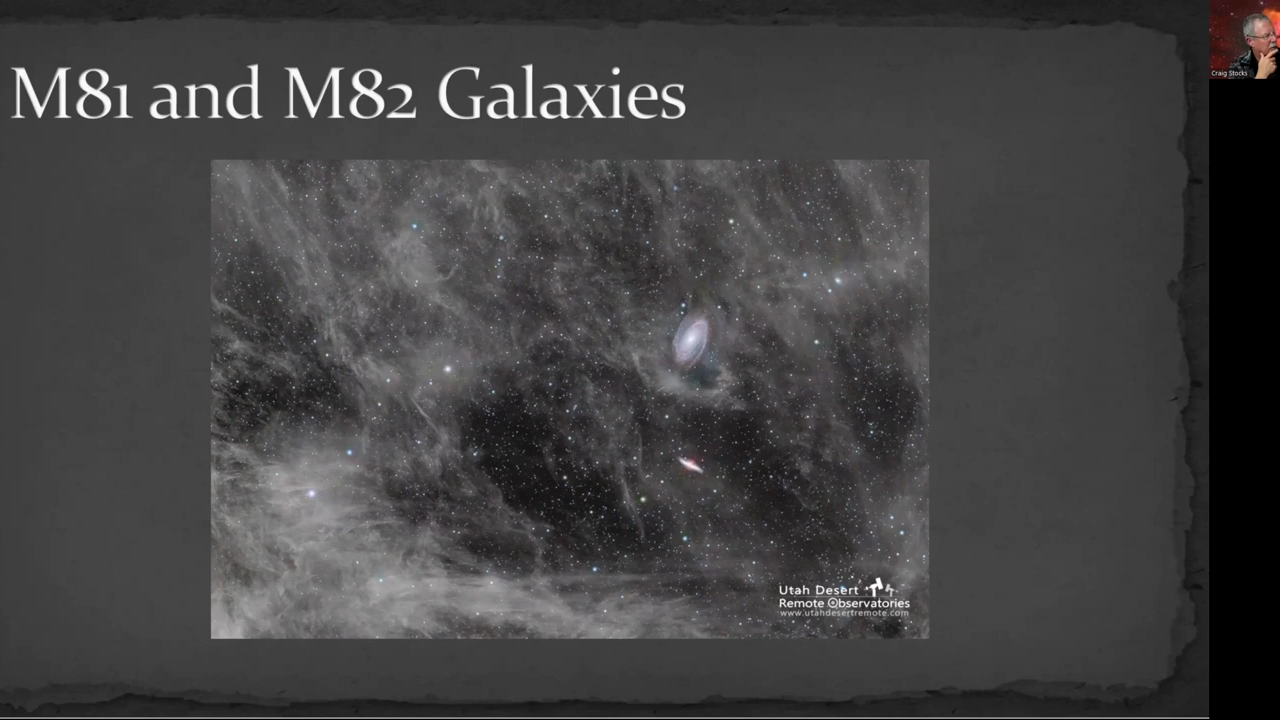 M81 and M82 Galaxies
Craig Stocks
Utah Desert
Remote Observatories
www.utahdesertremote.com